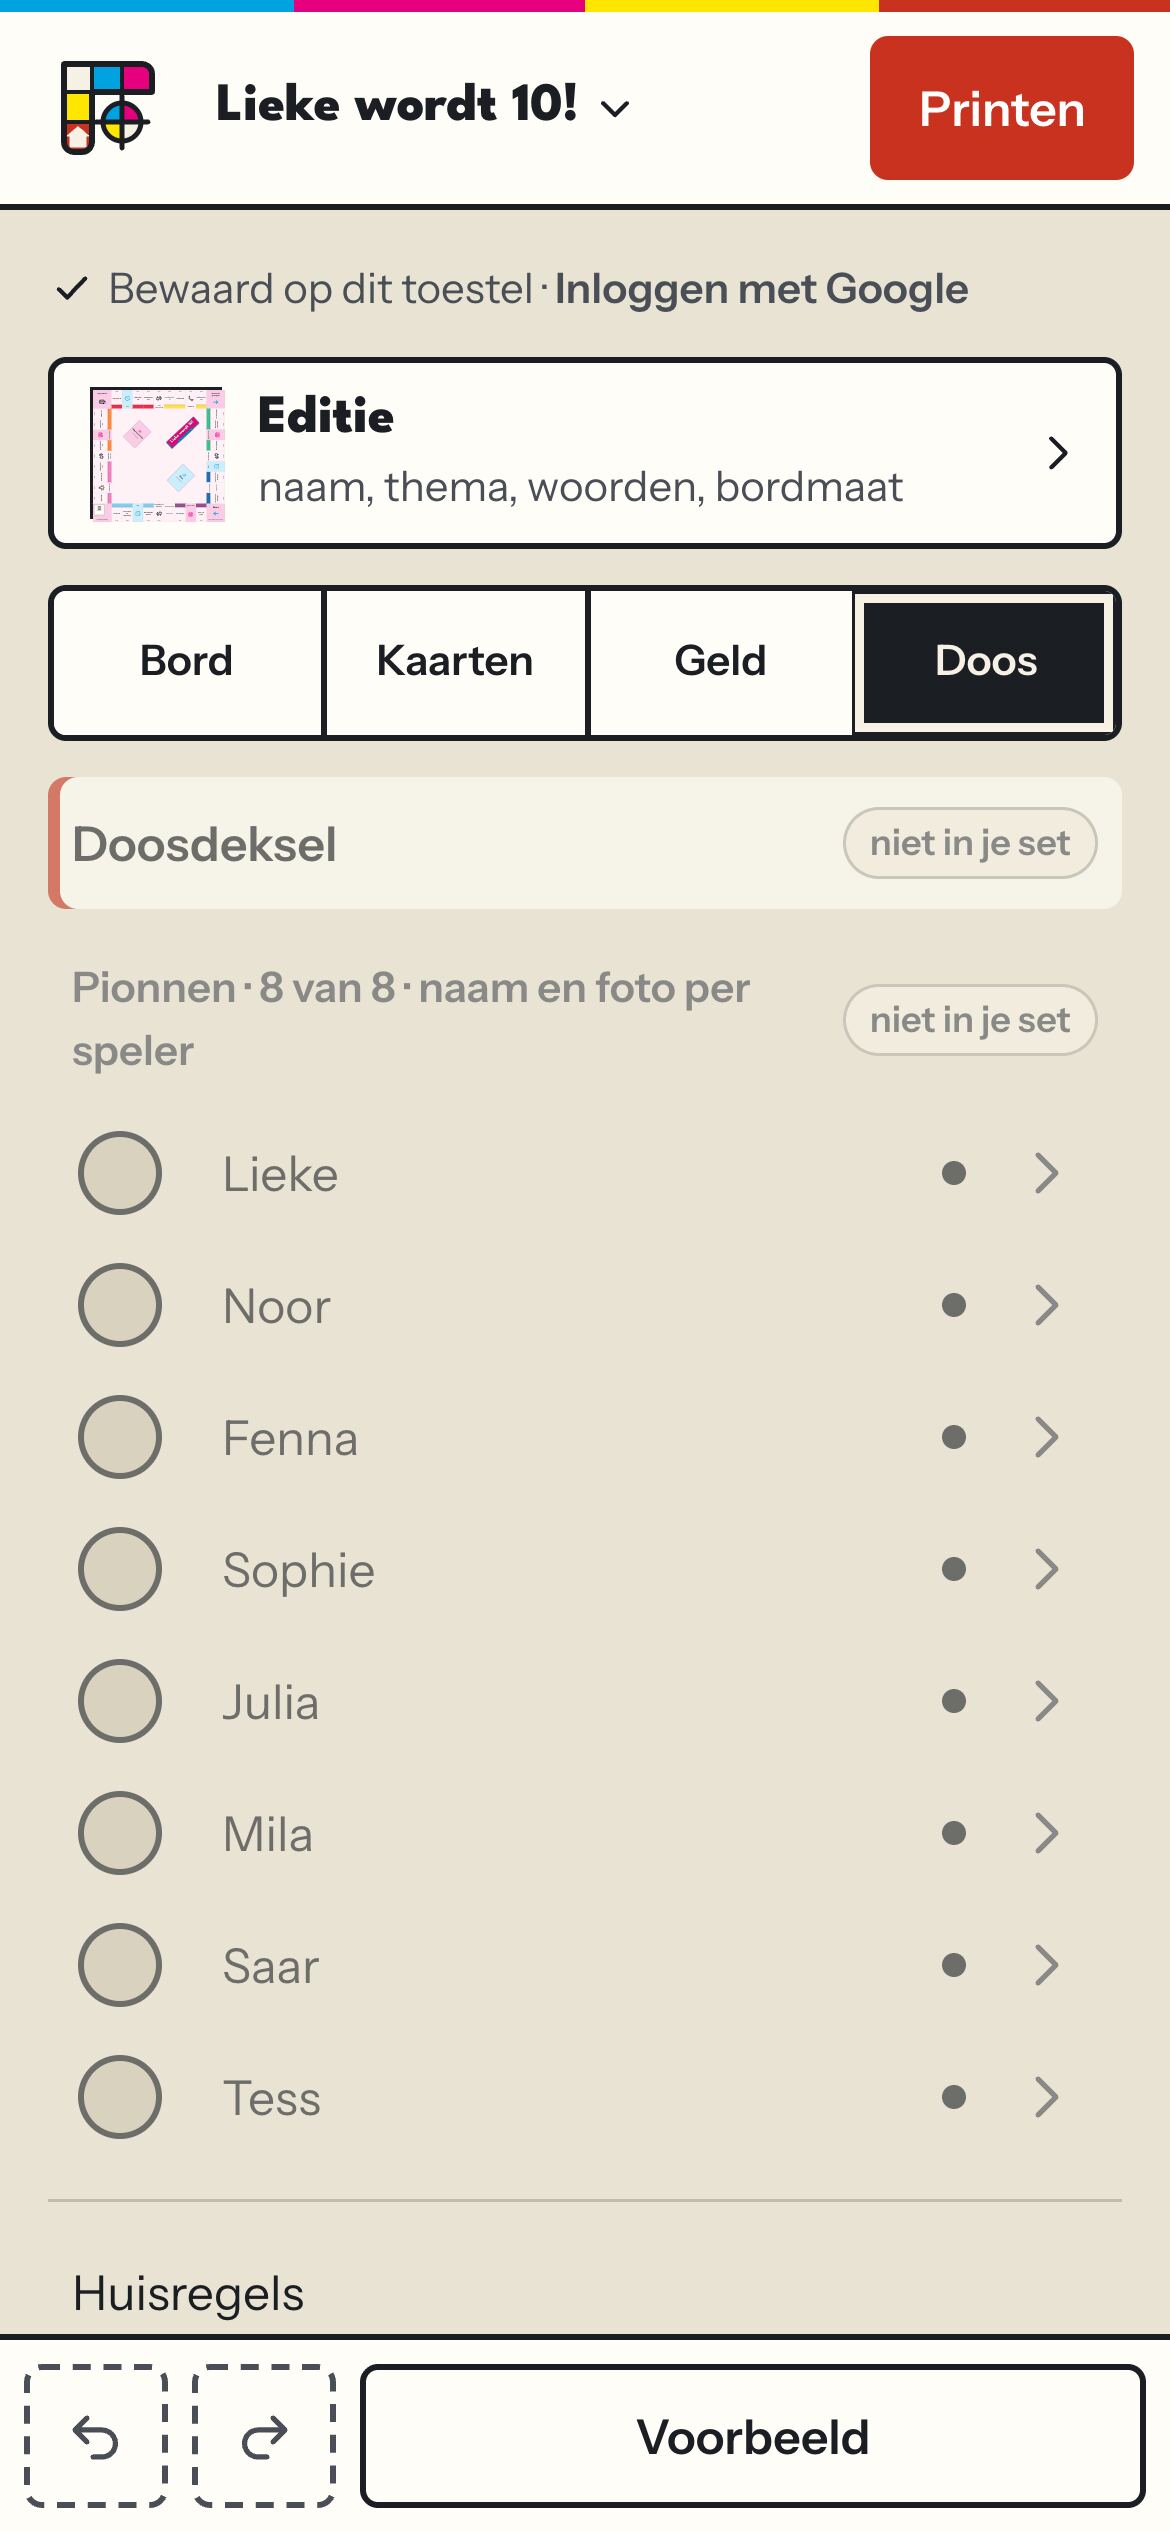 Lieke wordt 10!
Printen
Bewaard op dit toestel · Inloggen met Google
Editie
naam, thema, woorden, bordmaat
Bord
Kaarten
Geld
Doos
Doosdeksel
niet in je set
Pionnen · 8 van 8 · naam en foto per
speler
niet in je set
Lieke
Noor
Fenna
Sophie
Julia
Mila
Saar
Tess
Huisregels
Voorbeeld